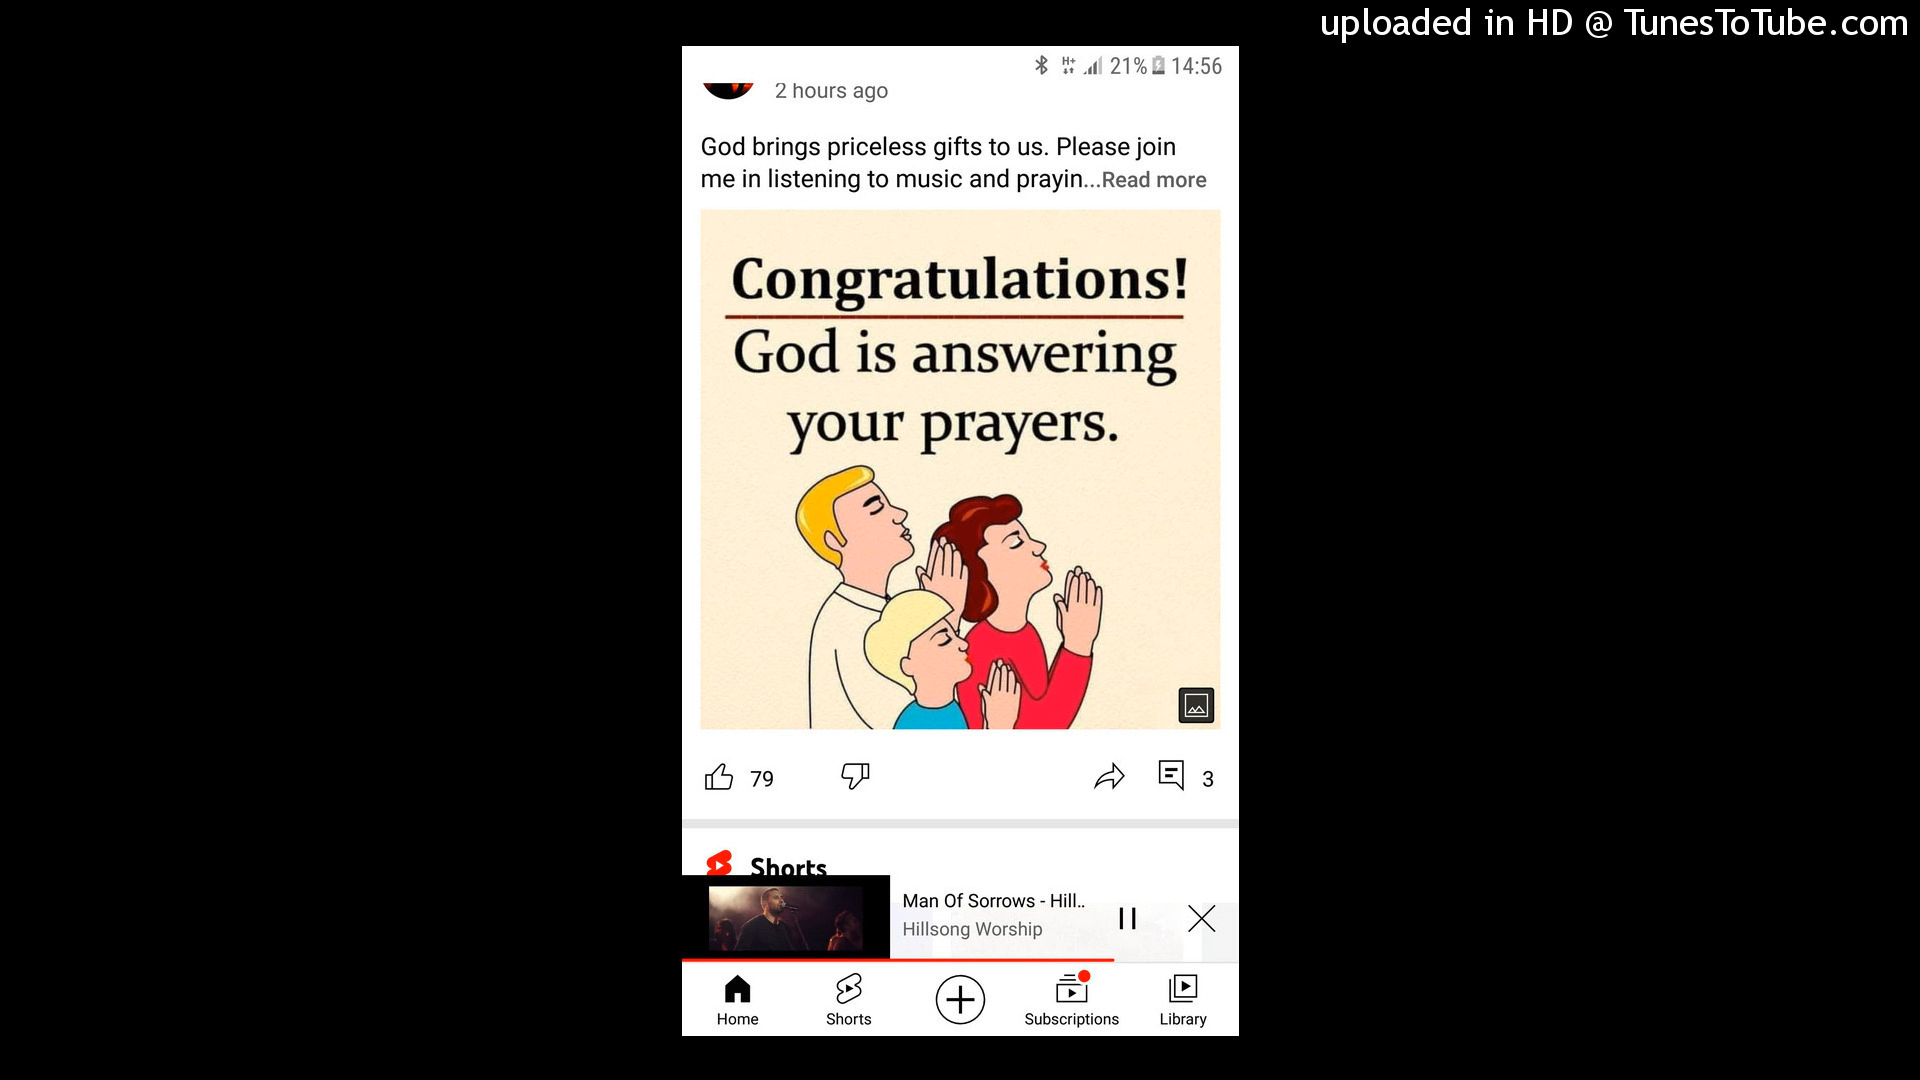 uploaded in HD @ TunesToTube.com
H+ 21% 14:56
2 hours ago
God brings priceless gifts to us. Please join
me in listening to music and prayin...Read more
Congratulations!
God is answering
your prayers.
79
3
Shorts
Man Of Sorrows - Hill..
Hillsong Worship
Home
Shorts
Subscriptions
Library